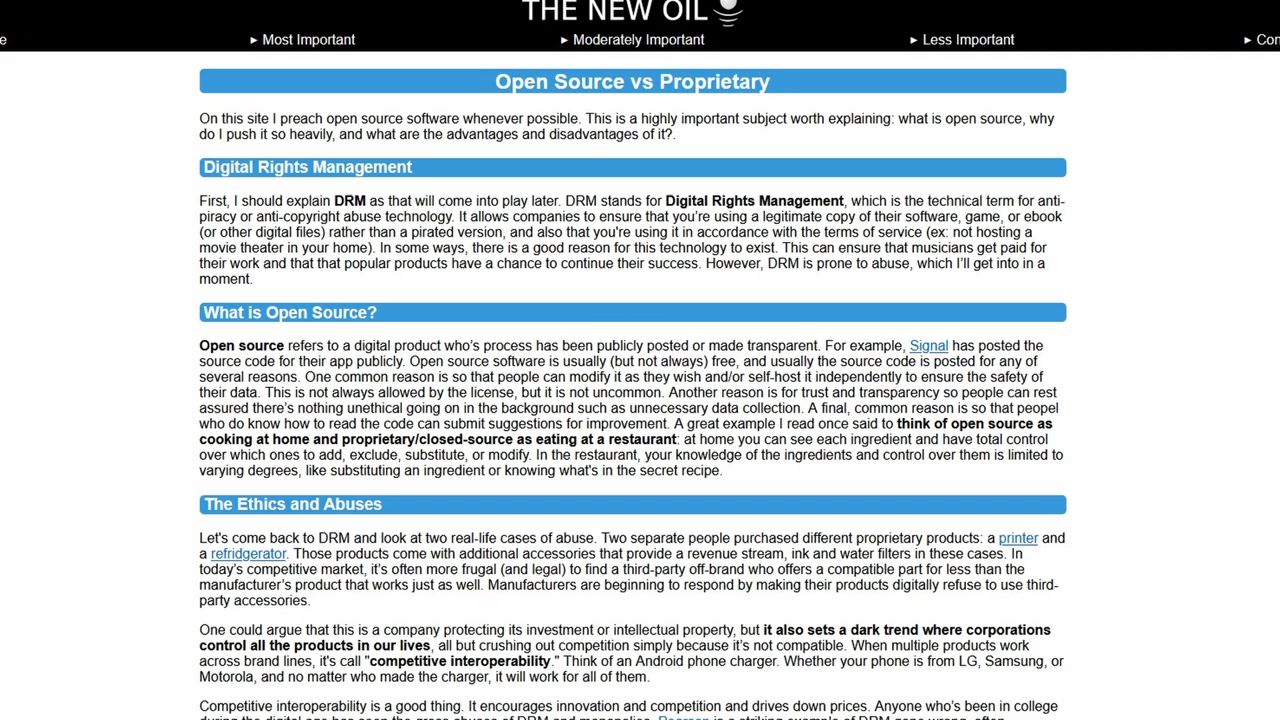 THE NEW OIL
e ▸ Most Important ▸ Moderately Important ▸ Less Important ▸ Con
Open Source vs Proprietary
On this site I preach open source software whenever possible. This is a highly important subject worth explaining: what is open source, why
do I push it so heavily, and what are the advantages and disadvantages of it?.
Digital Rights Management
First, I should explain DRM as that will come into play later. DRM stands for Digital Rights Management, which is the technical term for anti-
piracy or anti-copyright abuse technology. It allows companies to ensure that you’re using a legitimate copy of their software, game, or ebook
(or other digital files) rather than a pirated version, and also that you're using it in accordance with the terms of service (ex: not hosting a
movie theater in your home). In some ways, there is a good reason for this technology to exist. This can ensure that musicians get paid for
their work and that that popular products have a chance to continue their success. However, DRM is prone to abuse, which I’ll get into in a
moment.
What is Open Source?
Open source refers to a digital product who’s process has been publicly posted or made transparent. For example, Signal has posted the
source code for their app publicly. Open source software is usually (but not always) free, and usually the source code is posted for any of
several reasons. One common reason is so that people can modify it as they wish and/or self-host it independently to ensure the safety of
their data. This is not always allowed by the license, but it is not uncommon. Another reason is for trust and transparency so people can rest
assured there’s nothing unethical going on in the background such as unnecessary data collection. A final, common reason is so that peopel
who do know how to read the code can submit suggestions for improvement. A great example I read once said to think of open source as
cooking at home and proprietary/closed-source as eating at a restaurant: at home you can see each ingredient and have total control
over which ones to add, exclude, substitute, or modify. In the restaurant, your knowledge of the ingredients and control over them is limited to
varying degrees, like substituting an ingredient or knowing what's in the secret recipe.
The Ethics and Abuses
Let's come back to DRM and look at two real-life cases of abuse. Two separate people purchased different proprietary products: a printer and
a refridgerator. Those products come with additional accessories that provide a revenue stream, ink and water filters in these cases. In
today’s competitive market, it’s often more frugal (and legal) to find a third-party off-brand who offers a compatible part for less than the
manufacturer’s product that works just as well. Manufacturers are beginning to respond by making their products digitally refuse to use third-
party accessories.
One could argue that this is a company protecting its investment or intellectual property, but it also sets a dark trend where corporations
control all the products in our lives, all but crushing out competition simply because it’s not compatible. When multiple products work
across brand lines, it's call "competitive interoperability." Think of an Android phone charger. Whether your phone is from LG, Samsung, or
Motorola, and no matter who made the charger, it will work for all of them.
Competitive interoperability is a good thing. It encourages innovation and competition and drives down prices. Anyone who’s been in college
during the digital age has seen the gross abuses of DRM and monopolies. Pearson is a striking example of DRM gone wrong, often